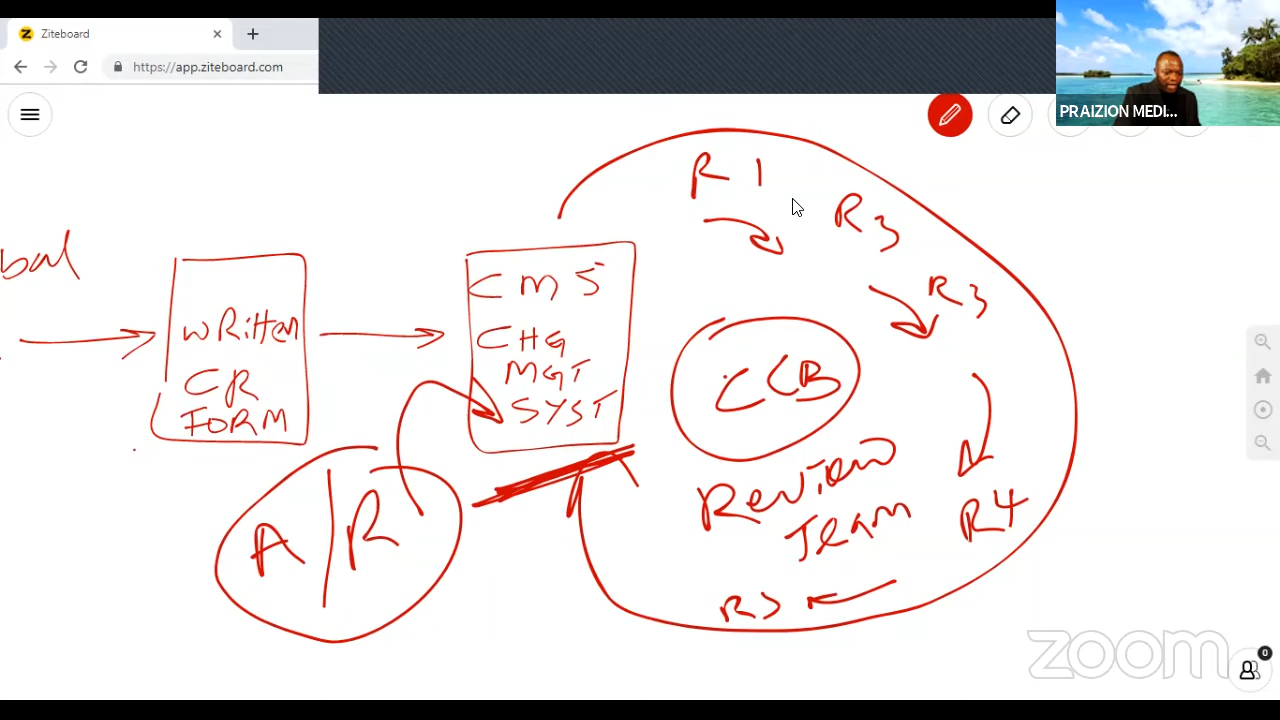 Ziteboard
https://app.ziteboard.com
PRAIZION MEDI...
R 1
R 3
R 3
bal
WRitten
CR
FORM
CMS
CHG
MGT
SYST
CCB
Review
Team
R4
A/R
zoom
0